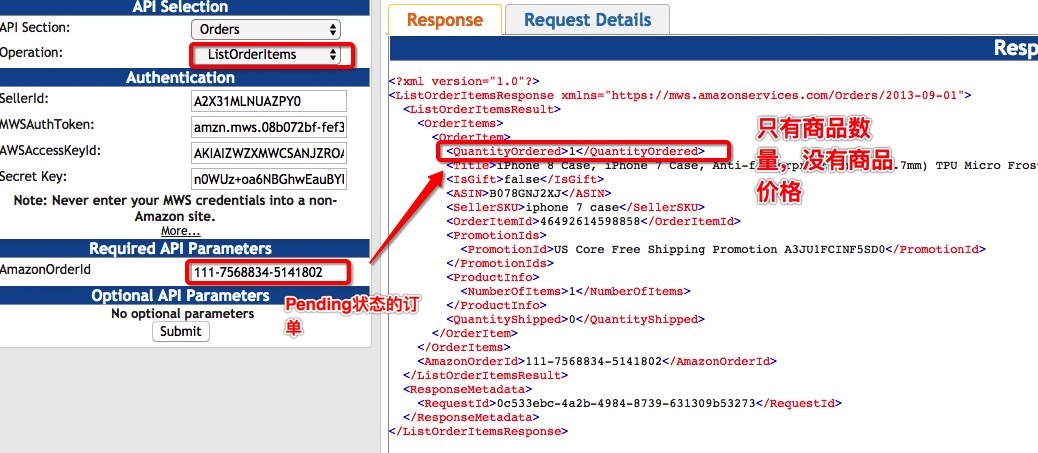 API Selection
API Section:
Orders
Operation:
ListOrderItems
Authentication
SellerId:
A2X31MLNUAZPY0
MWSAuthToken:
amzn.mws.08b072bf-fef3
AWSAccessKeyId:
AKIAIZWZXMWCSANJZRO
Secret Key:
n0WUz+oa6NBGhwEauBY
Note: Never enter your MWS credentials into a non-
Amazon site.
More...
Required API Parameters
AmazonOrderId
111-7568834-5141802
Optional API Parameters
No optional parameters
Submit
Pending状态的订
单
Response
Request Details
Resp
<?xml version="1.0"?>
<ListOrderItemsResponse xmlns="https://mws.amazonservices.com/Orders/2013-09-01">
<ListOrderItemsResult>
<OrderItems>
<OrderItem>
<QuantityOrdered>1</QuantityOrdered>
<Title>iPhone 8 Case, iPhone 7 Case, Anti-f .7mm) TPU Micro Fros
<IsGift>false</IsGift>
<ASIN>B078GNJ2XJ</ASIN>
<SellerSKU>iphone 7 case</SellerSKU>
<OrderItemId>46492614598858</OrderItemId>
<PromotionIds>
<PromotionId>US Core Free Shipping Promotion A3JU1FCINF5SD0</PromotionId>
</PromotionIds>
<ProductInfo>
<NumberOfItems>1</NumberOfItems>
</ProductInfo>
<QuantityShipped>0</QuantityShipped>
</OrderItem>
</OrderItems>
<AmazonOrderId>111-7568834-5141802</AmazonOrderId>
</ListOrderItemsResult>
<ResponseMetadata>
<RequestId>0c533ebc-4a2b-4984-8739-631309b53273</RequestId>
</ResponseMetadata>
</ListOrderItemsResponse>
只有商品数
量，没有商品
价格